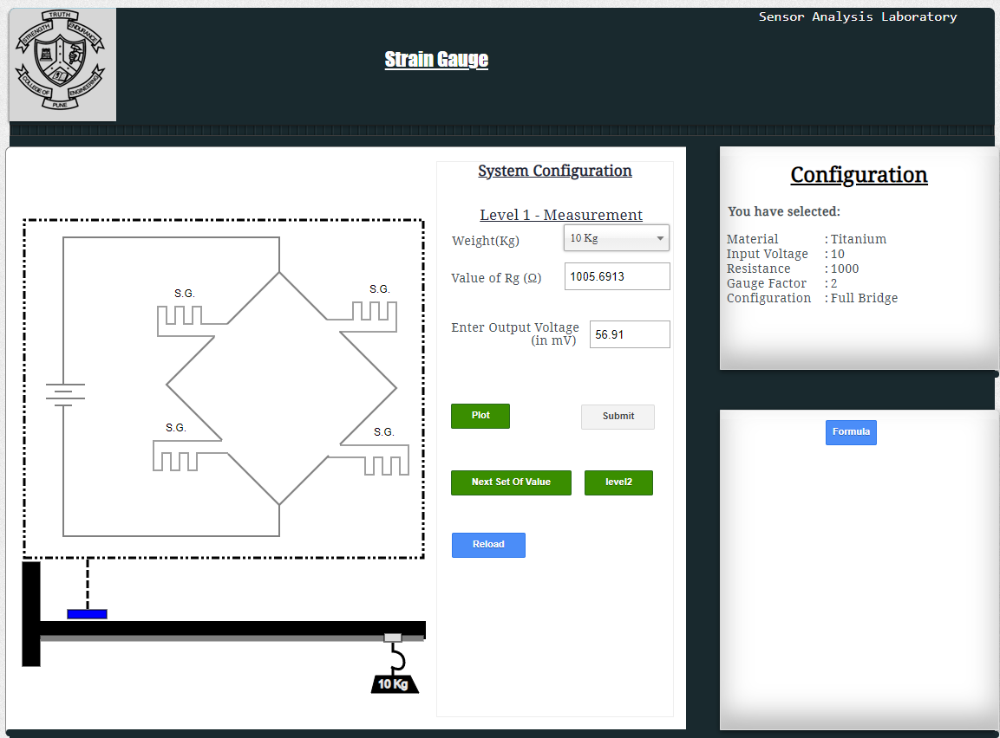 TRUTH
STRENGTH
ENDURANCE
COLLEGE OF
ENGINEERING
PUNE
Sensor Analysis Laboratory
Strain Gauge
System Configuration
Level 1 - Measurement
Weight(Kg) 10 Kg
Value of Rg (Ω) 1005.6913
Enter Output Voltage
(in mV) 56.91
Plot Submit
Next Set Of Value level2
Reload
S.G.
S.G.
S.G.
S.G.
10 Kg
Configuration
You have selected:
Material : Titanium
Input Voltage : 10
Resistance : 1000
Gauge Factor : 2
Configuration : Full Bridge
Formula